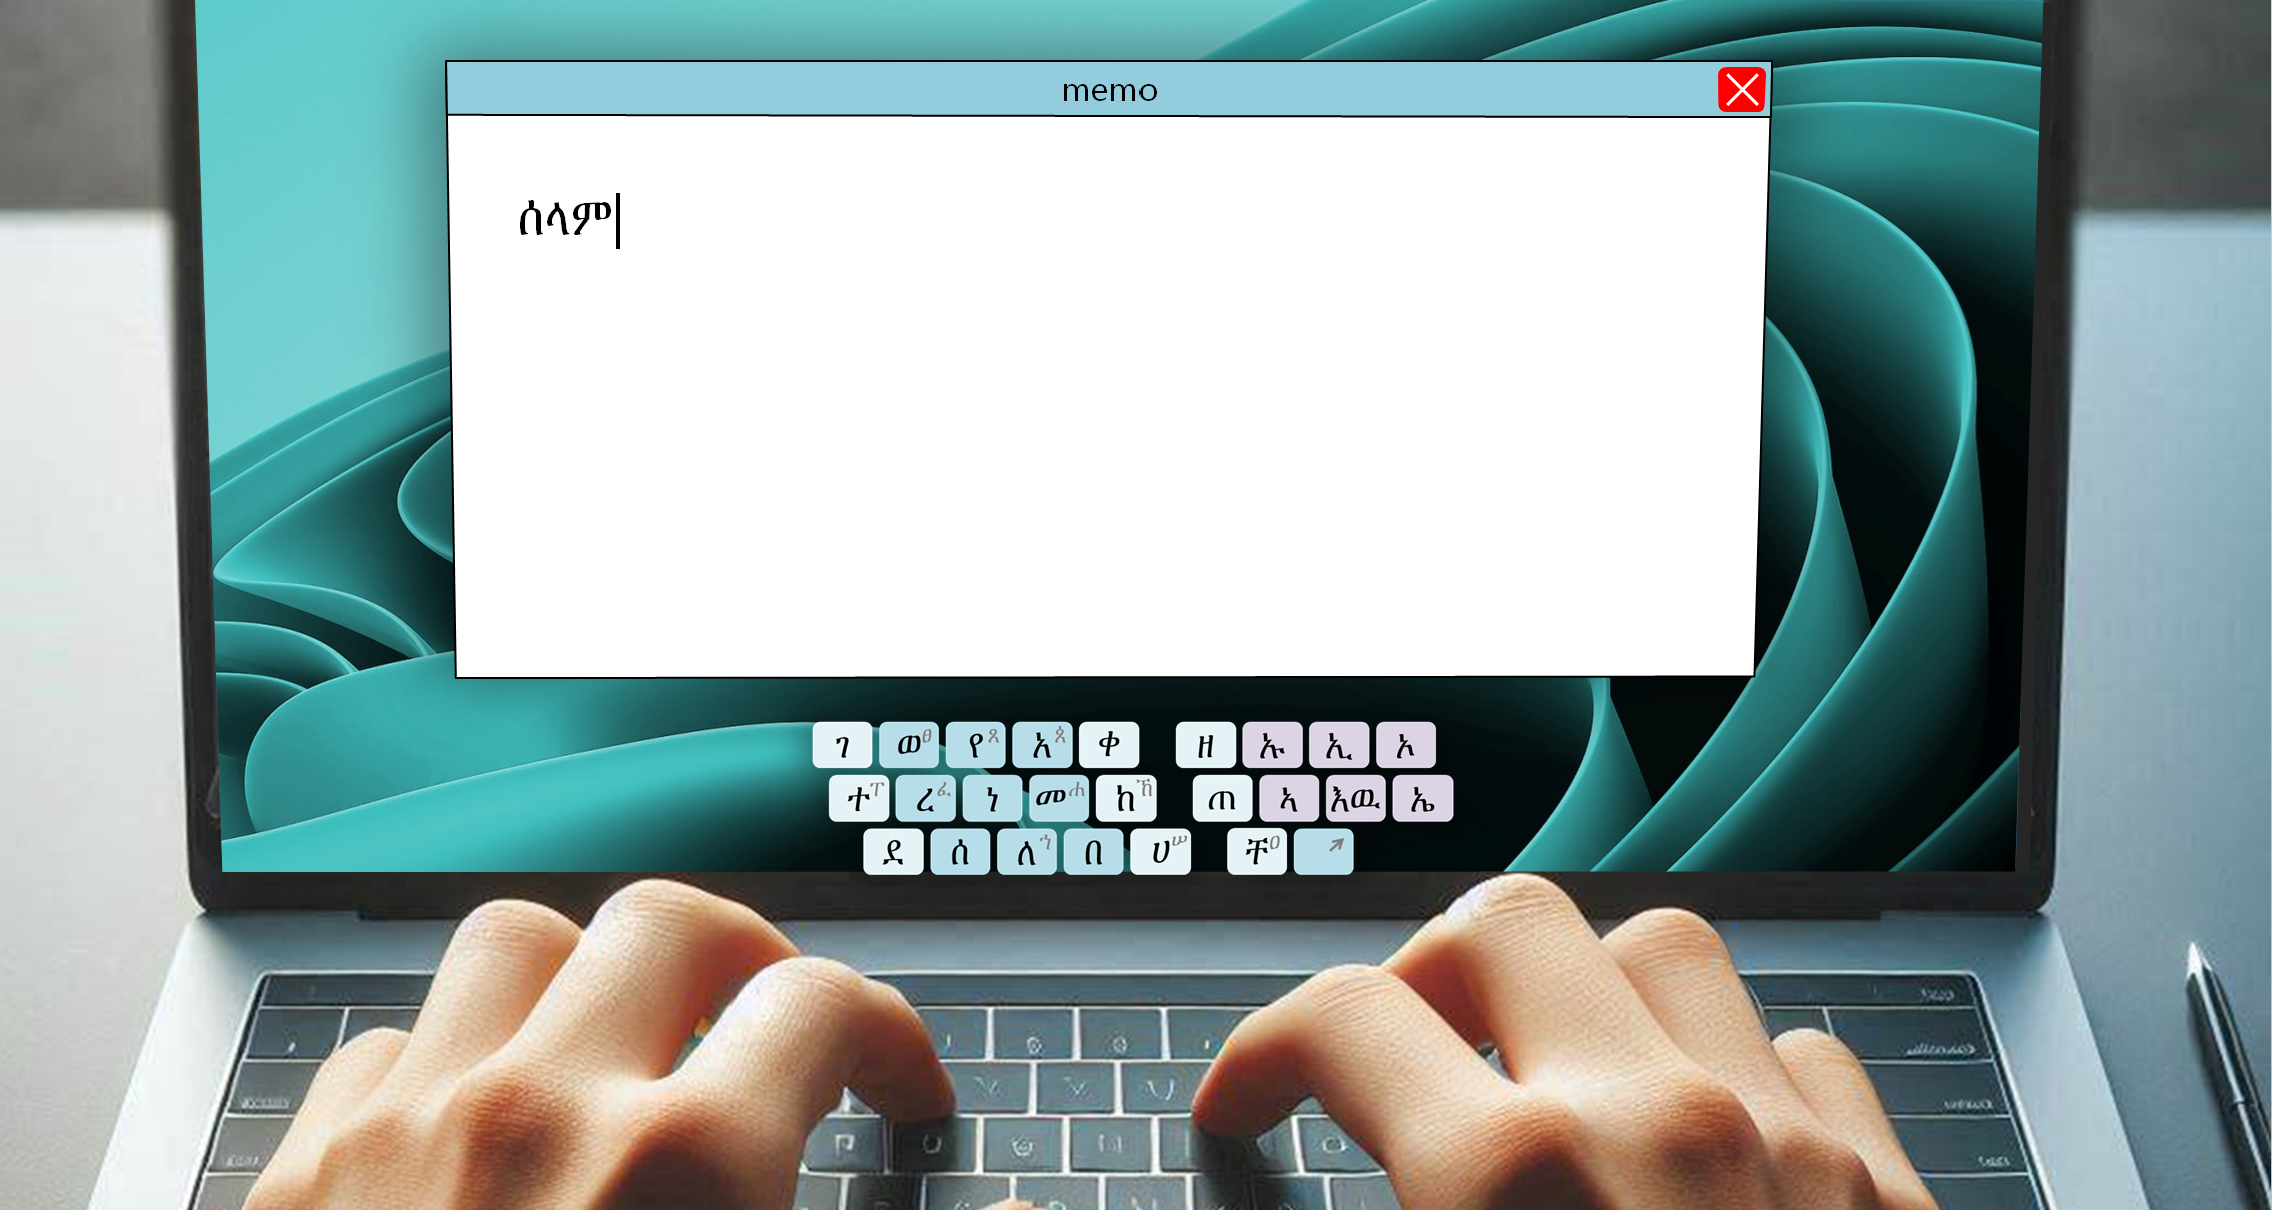 memo
ሰላም
ገ ወ ፀ የ ጸ አ ጰ ቀ ዘ ኡ ኢ ኦ
ተ ፐ ረ ፈ ነ መ ሐ ከ ኸ ጠ ኣ እዉ ኤ
ደ ሰ ለ ኀ በ ሀ ሠ ቸ ዐ